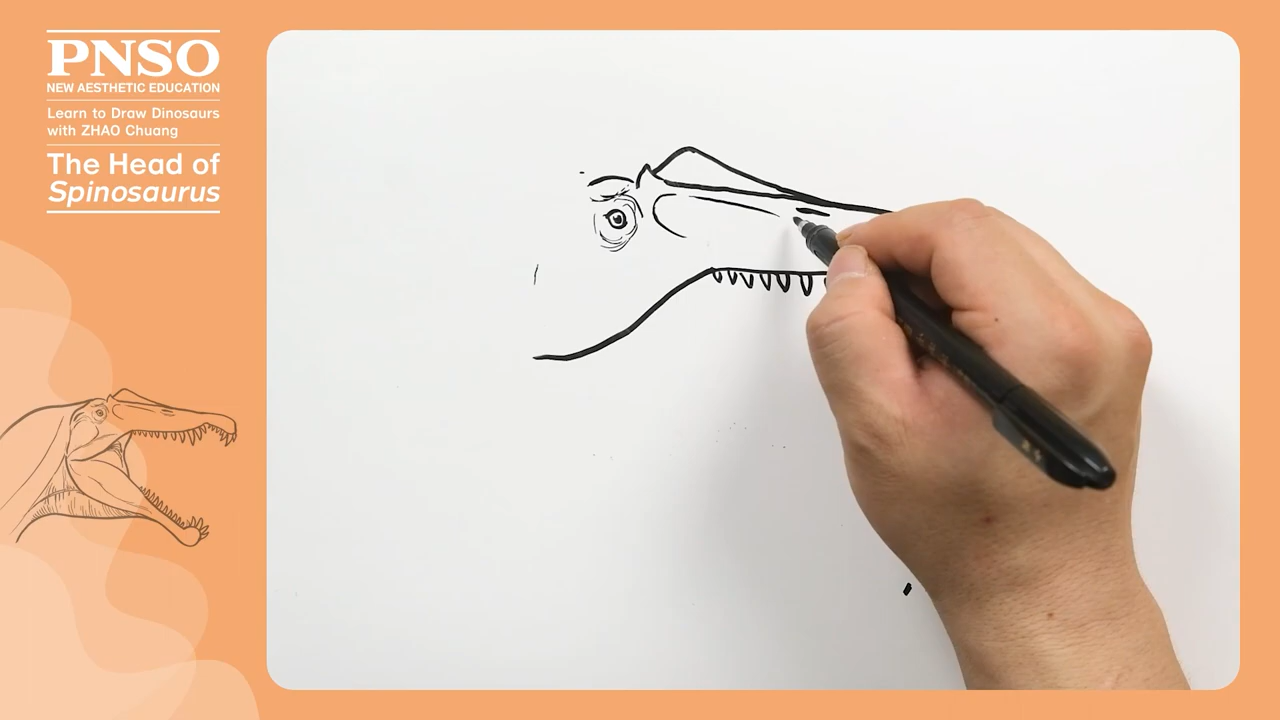 PNSO
NEW AESTHETIC EDUCATION
Learn to Draw Dinosaurs
with ZHAO Chuang
The Head of
Spinosaurus